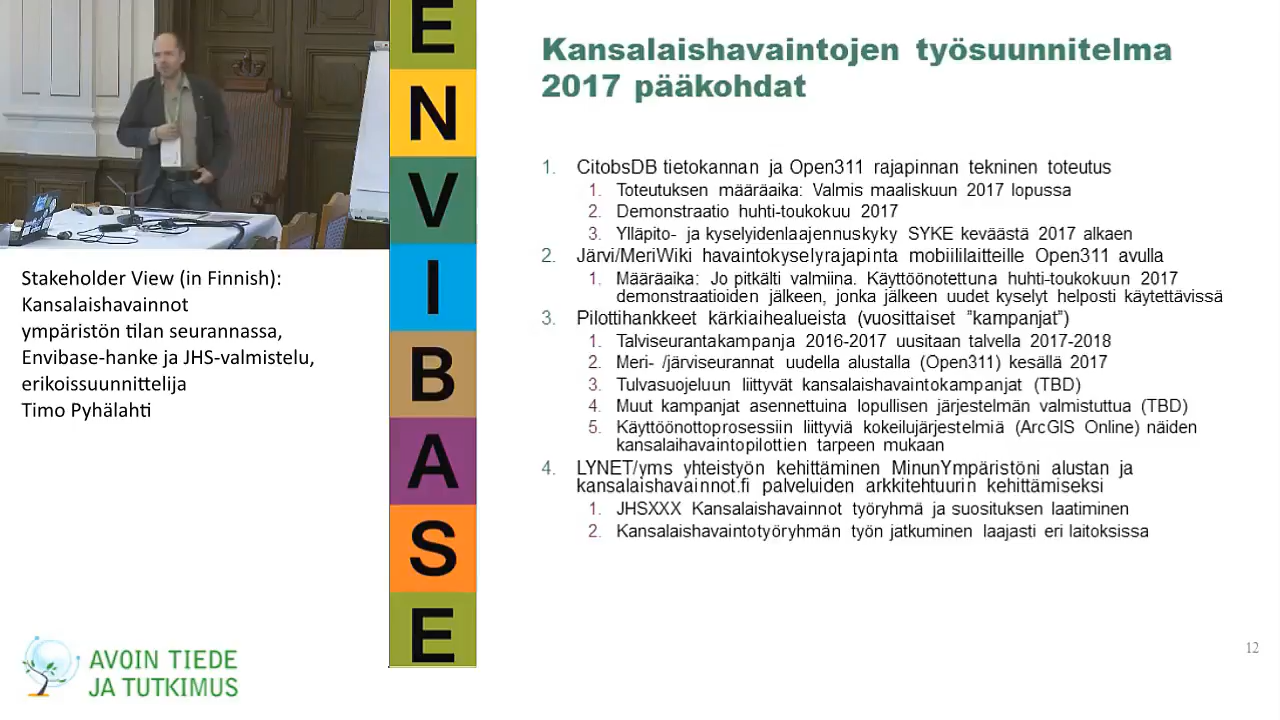 Stakeholder View (in Finnish):
Kansalaishavainnot
ympäristön tilan seurannassa,
Envibase-hanke ja JHS-valmistelu,
erikoissuunnittelija
Timo Pyhälahti
AVOIN TIEDE
JA TUTKIMUS
E
N
V
I
B
A
S
E
Kansalaishavaintojen työsuunnitelma
2017 pääkohdat
1. CitobsDB tietokannan ja Open311 rajapinnan tekninen toteutus
1. Toteutuksen määräaika: Valmis maaliskuun 2017 lopussa
2. Demonstraatio huhti-toukokuu 2017
3. Ylläpito- ja kyselyidenlaajennuskyky SYKE keväästä 2017 alkaen
2. Järvi/MeriWiki havaintokyselyrajapinta mobiililaitteille Open311 avulla
1. Määräaika: Jo pitkälti valmiina. Käyttöönotettuna huhti-toukokuun 2017
demonstraatioiden jälkeen, jonka jälkeen uudet kyselyt helposti käytettävissä
3. Pilottihankkeet kärkiaihealueista (vuosittaiset ”kampanjat”)
1. Talviseurantakampanja 2016-2017 uusitaan talvella 2017-2018
2. Meri- /järviseurannat uudella alustalla (Open311) kesällä 2017
3. Tulvasuojeluun liittyvät kansalaishavaintokampanjat (TBD)
4. Muut kampanjat asennettuina lopullisen järjestelmän valmistuttua (TBD)
5. Käyttöönottoprosessiin liittyviä kokeilujärjestelmiä (ArcGIS Online) näiden
kansalaihavaintopilottien tarpeen mukaan
4. LYNET/yms yhteistyön kehittäminen MinunYmpäristöni alustan ja
kansalaishavainnot.fi palveluiden arkkitehtuurin kehittämiseksi
1. JHSXXX Kansalaishavainnot työryhmä ja suosituksen laatiminen
2. Kansalaishavaintotyöryhmän työn jatkuminen laajasti eri laitoksissa
12